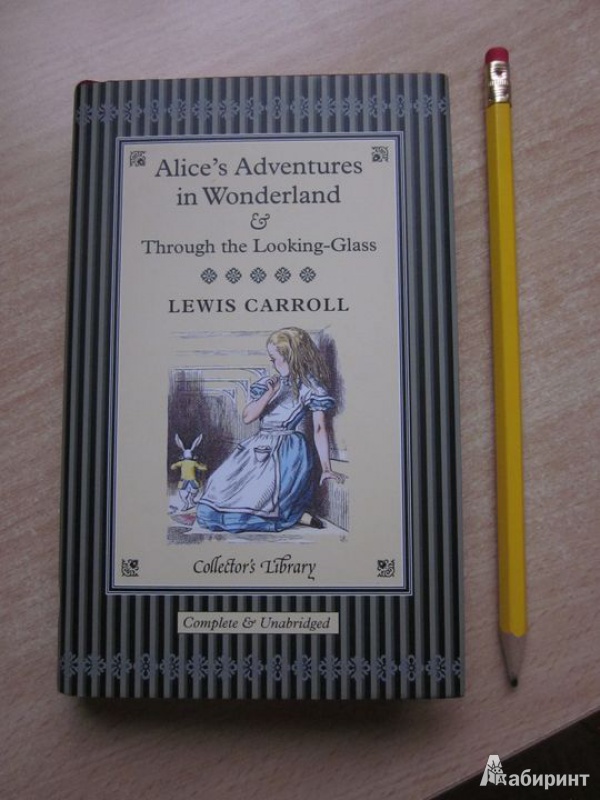 Alice's Adventures
in Wonderland
&
Through the Looking-Glass
LEWIS CARROLL
Collector's Library
Complete & Unabridged
Лабиринт